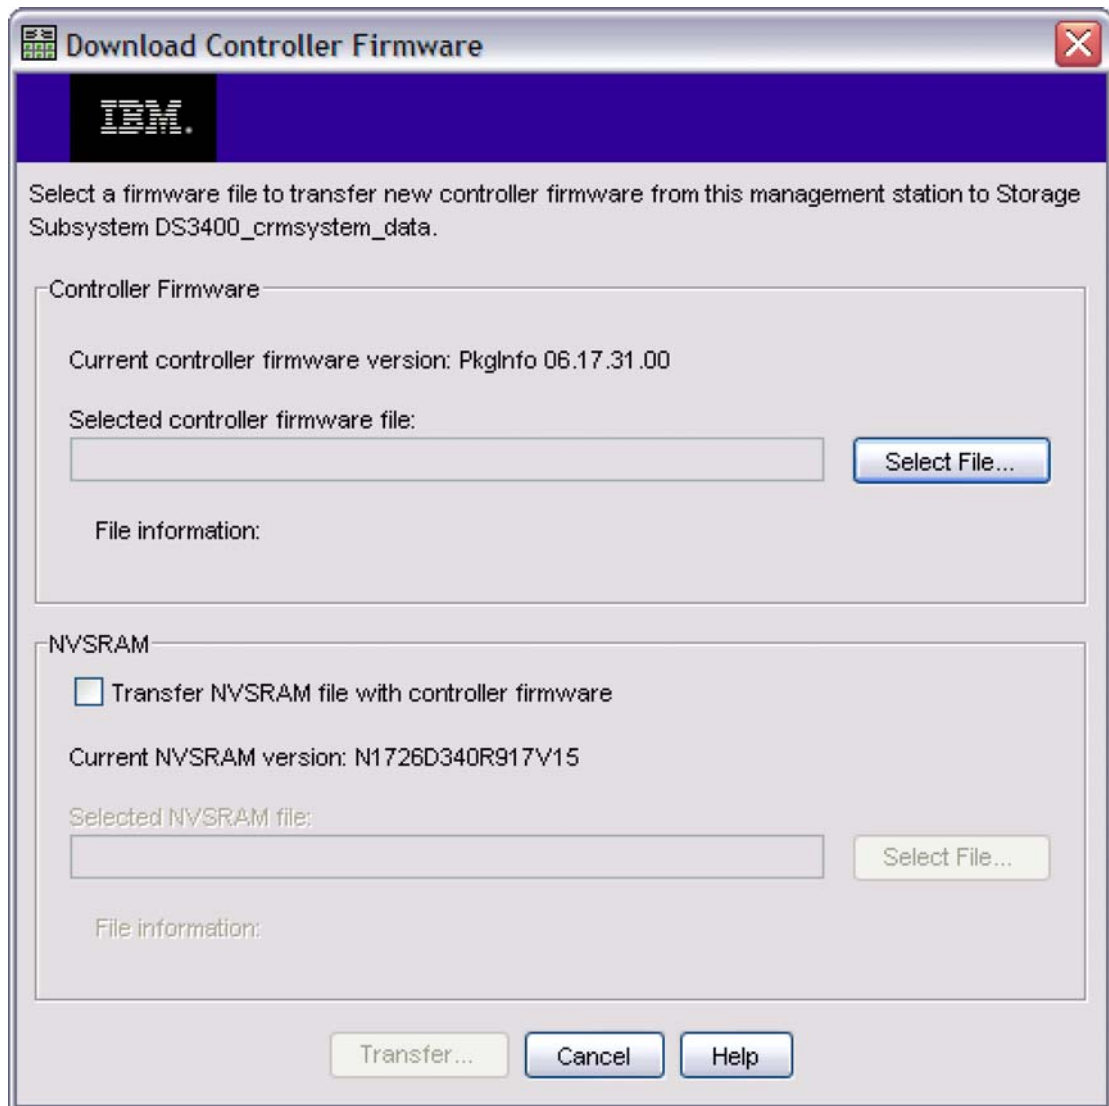 Download Controller Firmware
IBM.
Select a firmware file to transfer new controller firmware from this management station to Storage
Subsystem DS3400_crmsystem_data.
Controller Firmware
Current controller firmware version: PkgInfo 06.17.31.00
Selected controller firmware file:
Select File...
File information:
NVSRAM
Transfer NVSRAM file with controller firmware
Current NVSRAM version: N1726D340R917V15
Selected NVSRAM file:
Select File...
File information:
Transfer... Cancel Help